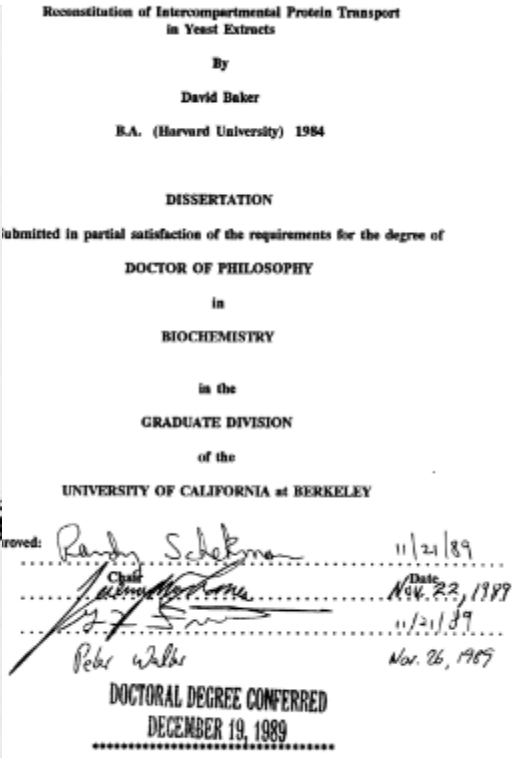 Reconstitution of Intercompartmental Protein Transport
in Yeast Extracts
By
David Baker
B.A. (Harvard University) 1984
DISSERTATION
submitted in partial satisfaction of the requirements for the degree of
DOCTOR OF PHILOSOPHY
in
BIOCHEMISTRY
in the
GRADUATE DIVISION
of the
UNIVERSITY OF CALIFORNIA at BERKELEY
roved: Randy Schekman 11/21/89
Chair Date
Nov. 22, 1989
11/21/89
Peter Walter Nov. 26, 1989
DOCTORAL DEGREE CONFERRED
DECEMBER 19, 1989